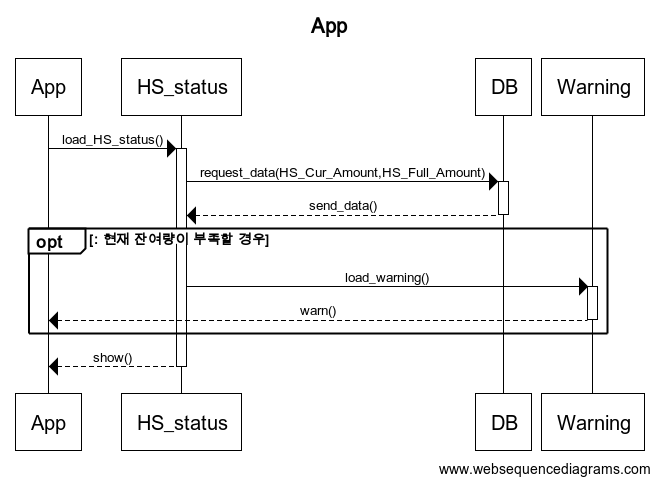 App
App HS_status DB Warning
load_HS_status()
request_data(HS_Cur_Amount,HS_Full_Amount)
send_data()
opt [: 현재 잔여량이 부족할 경우]
load_warning()
warn()
show()
App HS_status DB Warning
www.websequencediagrams.com